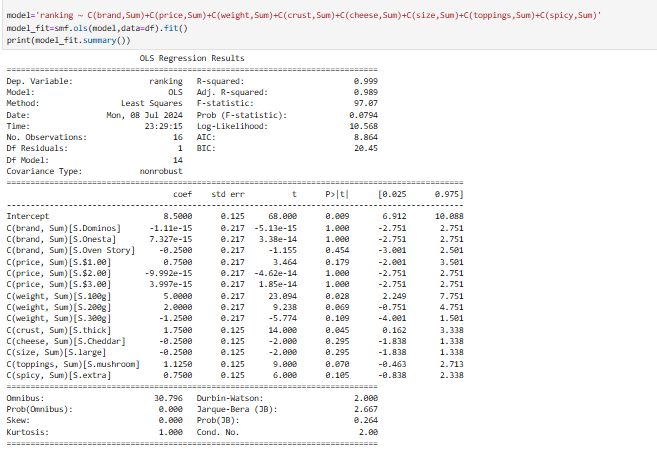 model='ranking ~ C(brand,Sum)+C(price,Sum)+C(weight,Sum)+C(crust,Sum)+C(cheese,Sum)+C(size,Sum)+C(toppings,Sum)+C(spicy,Sum)'
model_fit=smf.ols(model,data=df).fit()
print(model_fit.summary())
OLS Regression Results
==============================================================================
Dep. Variable: ranking R-squared: 0.999
Model: OLS Adj. R-squared: 0.989
Method: Least Squares F-statistic: 97.07
Date: Mon, 08 Jul 2024 Prob (F-statistic): 0.0794
Time: 23:29:15 Log-Likelihood: 10.568
No. Observations: 16 AIC: 8.864
Df Residuals: 1 BIC: 20.45
Df Model: 14
Covariance Type: nonrobust
==============================================================================
coef std err t P>|t| [0.025 0.975]
------------------------------------------------------------------------------
Intercept 8.5000 0.125 68.000 0.009 6.912 10.088
C(brand, Sum)[S.Dominos] -1.11e-15 0.217 -5.13e-15 1.000 -2.751 2.751
C(brand, Sum)[S.Onesta] 7.327e-15 0.217 3.38e-14 1.000 -2.751 2.751
C(brand, Sum)[S.Oven Story] -0.2500 0.217 -1.155 0.454 -3.001 2.501
C(price, Sum)[S.$1.00] 0.7500 0.217 3.464 0.179 -2.001 3.501
C(price, Sum)[S.$2.00] -9.992e-15 0.217 -4.62e-14 1.000 -2.751 2.751
C(price, Sum)[S.$3.00] 3.997e-15 0.217 1.85e-14 1.000 -2.751 2.751
C(weight, Sum)[S.100g] 5.0000 0.217 23.094 0.028 2.249 7.751
C(weight, Sum)[S.200g] 2.0000 0.217 9.238 0.069 -0.751 4.751
C(weight, Sum)[S.300g] -1.2500 0.217 -5.774 0.109 -4.001 1.501
C(crust, Sum)[S.thick] 1.7500 0.125 14.000 0.045 0.162 3.338
C(cheese, Sum)[S.Cheddar] -0.2500 0.125 -2.000 0.295 -1.838 1.338
C(size, Sum)[S.large] -0.2500 0.125 -2.000 0.295 -1.838 1.338
C(toppings, Sum)[S.mushroom] 1.1250 0.125 9.000 0.070 -0.463 2.713
C(spicy, Sum)[S.extra] 0.7500 0.125 6.000 0.105 -0.838 2.338
==============================================================================
Omnibus: 30.796 Durbin-Watson: 2.000
Prob(Omnibus): 0.000 Jarque-Bera (JB): 2.667
Skew: 0.000 Prob(JB): 0.264
Kurtosis: 1.000 Cond. No. 2.00
==============================================================================